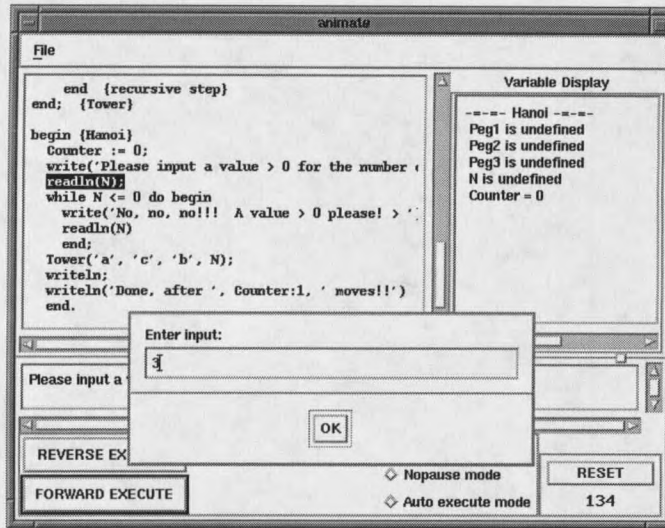 animate
File
end {recursive step}
end; {Tower}
begin {Hanoi}
Counter := 0;
write('Please input a value > 0 for the number
readln(N);
while N <= 0 do begin
write('No, no, no!!! A value > 0 please! > '
readln(N)
end;
Tower('a', 'c', 'b', N);
writeln;
writeln('Done, after ', Counter:1, ' moves!!')
end.
Variable Display
-=-=- Hanoi -=-=-
Peg1 is undefined
Peg2 is undefined
Peg3 is undefined
N is undefined
Counter = 0
Enter input:
3
OK
Please input a
REVERSE EX
FORWARD EXECUTE
Nopause mode
Auto execute mode
RESET
134